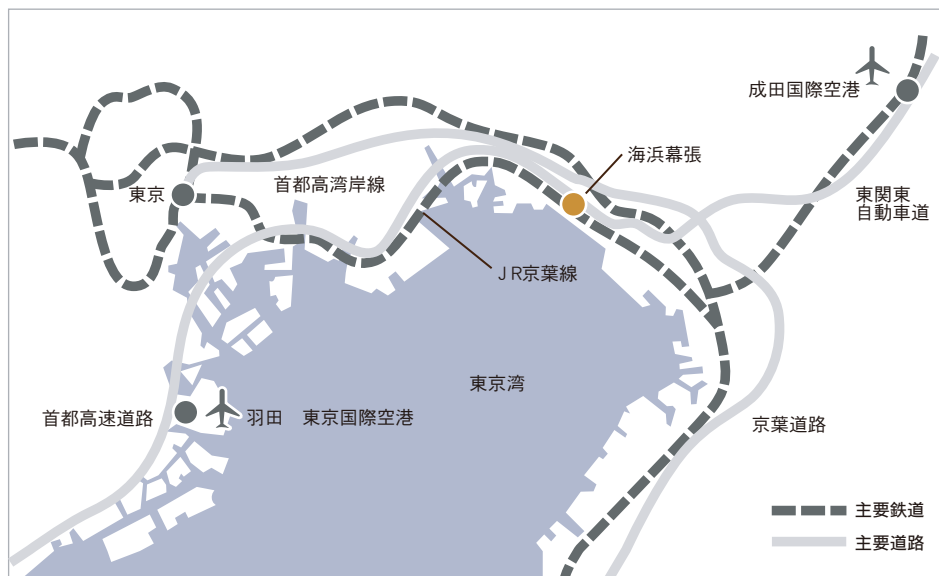 成田国際空港
海浜幕張
東京
首都高湾岸線
東関東
自動車道
JR京葉線
東京湾
首都高速道路
羽田 東京国際空港
京葉道路
主要鉄道
主要道路